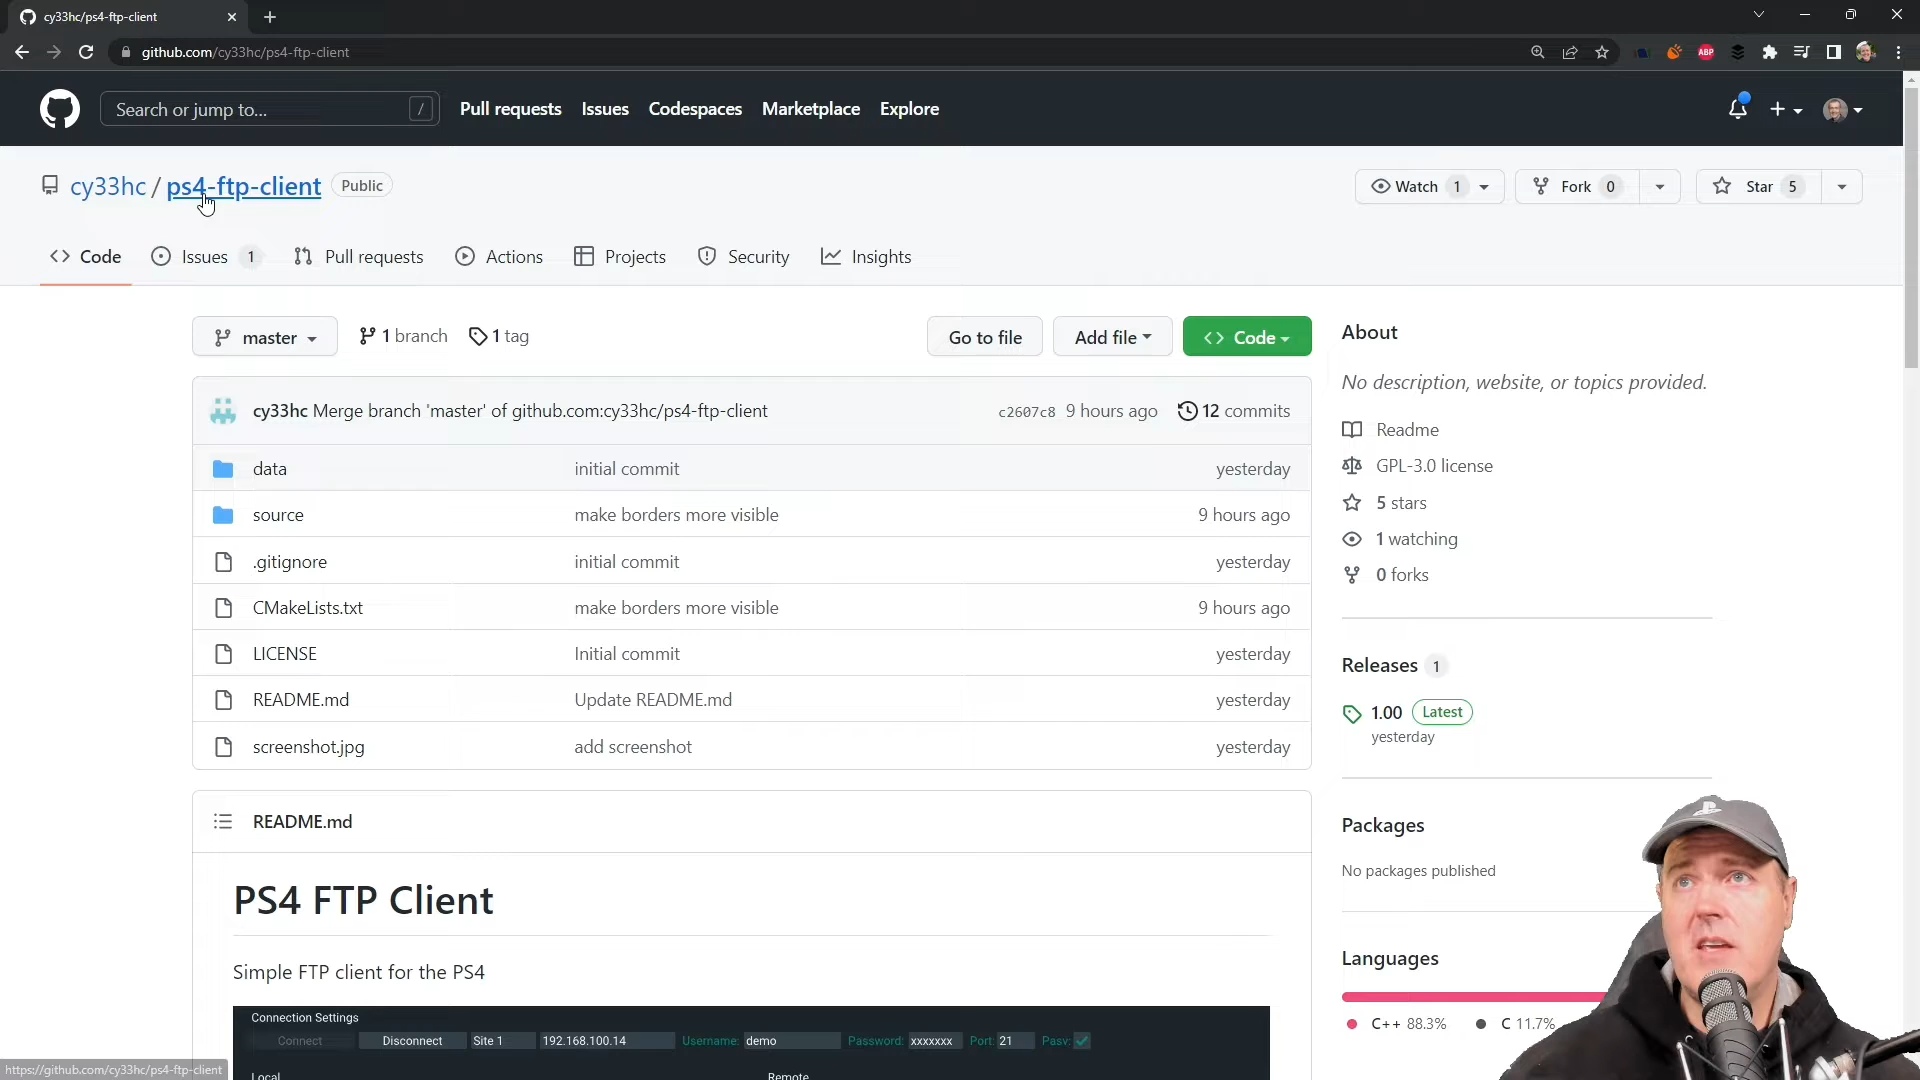 cy33hc/ps4-ftp-client
github.com/cy33hc/ps4-ftp-client
ABP
Search or jump to... /
Pull requests Issues Codespaces Marketplace Explore
cy33hc / ps4-ftp-client Public
Watch 1 Fork 0 Star 5
Code Issues 1 Pull requests Actions Projects Security Insights
master 1 branch 1 tag Go to file Add file Code
cy33hc Merge branch 'master' of github.com:cy33hc/ps4-ftp-client c2607c8 9 hours ago 12 commits
data initial commit yesterday
source make borders more visible 9 hours ago
.gitignore initial commit yesterday
CMakeLists.txt make borders more visible 9 hours ago
LICENSE Initial commit yesterday
README.md Update README.md yesterday
screenshot.jpg add screenshot yesterday
README.md
PS4 FTP Client
Simple FTP client for the PS4
Connection Settings
Connect Disconnect Site 1 192.168.100.14 Username: demo Password: xxxxxxx Port: 21 Pasv:
Local Remote
About
No description, website, or topics provided.
Readme
GPL-3.0 license
5 stars
1 watching
0 forks
Releases 1
1.00 Latest
yesterday
Packages
No packages published
Languages
C++ 88.3% C 11.7%
https://github.com/cy33hc/ps4-ftp-client